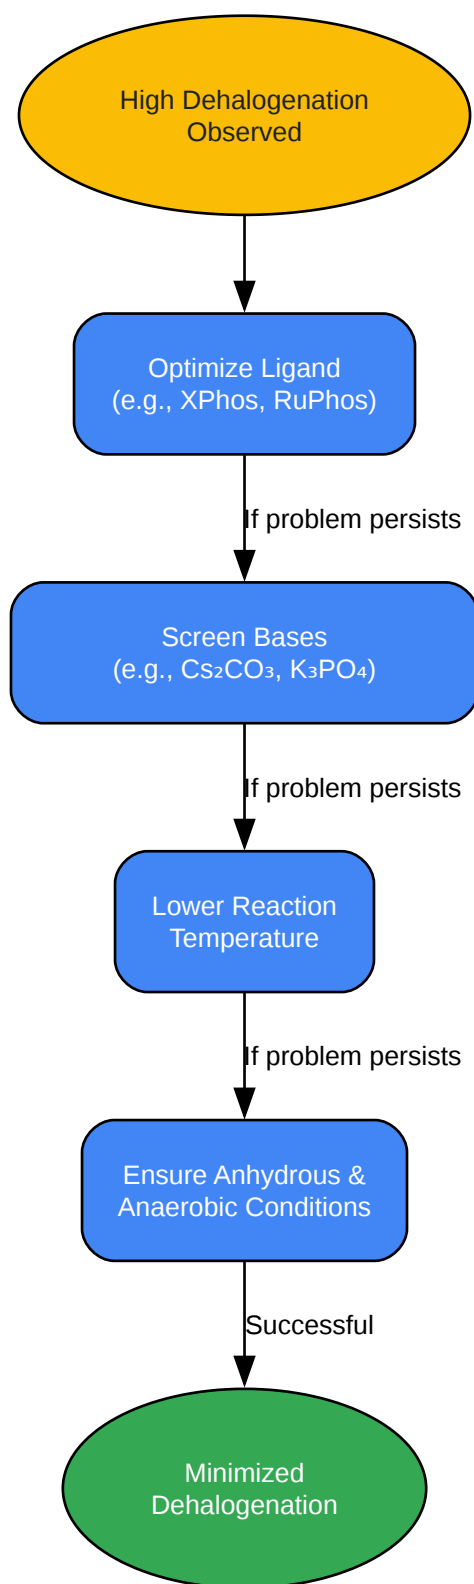 High Dehalogenation
Observed
Optimize Ligand
(e.g., XPhos, RuPhos)
If problem persists
Screen Bases
(e.g., Cs₂CO₃, K₃PO₄)
If problem persists
Lower Reaction
Temperature
If problem persists
Ensure Anhydrous &
Anaerobic Conditions
Successful
Minimized
Dehalogenation